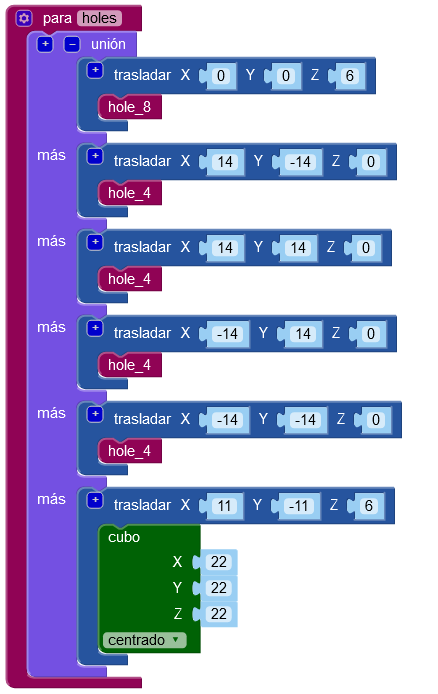 para holes
unión
trasladar X 0 Y 0 Z 6
hole_8
más trasladar X 14 Y -14 Z 0
hole_4
más trasladar X 14 Y 14 Z 0
hole_4
más trasladar X -14 Y 14 Z 0
hole_4
más trasladar X -14 Y -14 Z 0
hole_4
más trasladar X 11 Y -11 Z 6
cubo
X 22
Y 22
Z 22
centrado